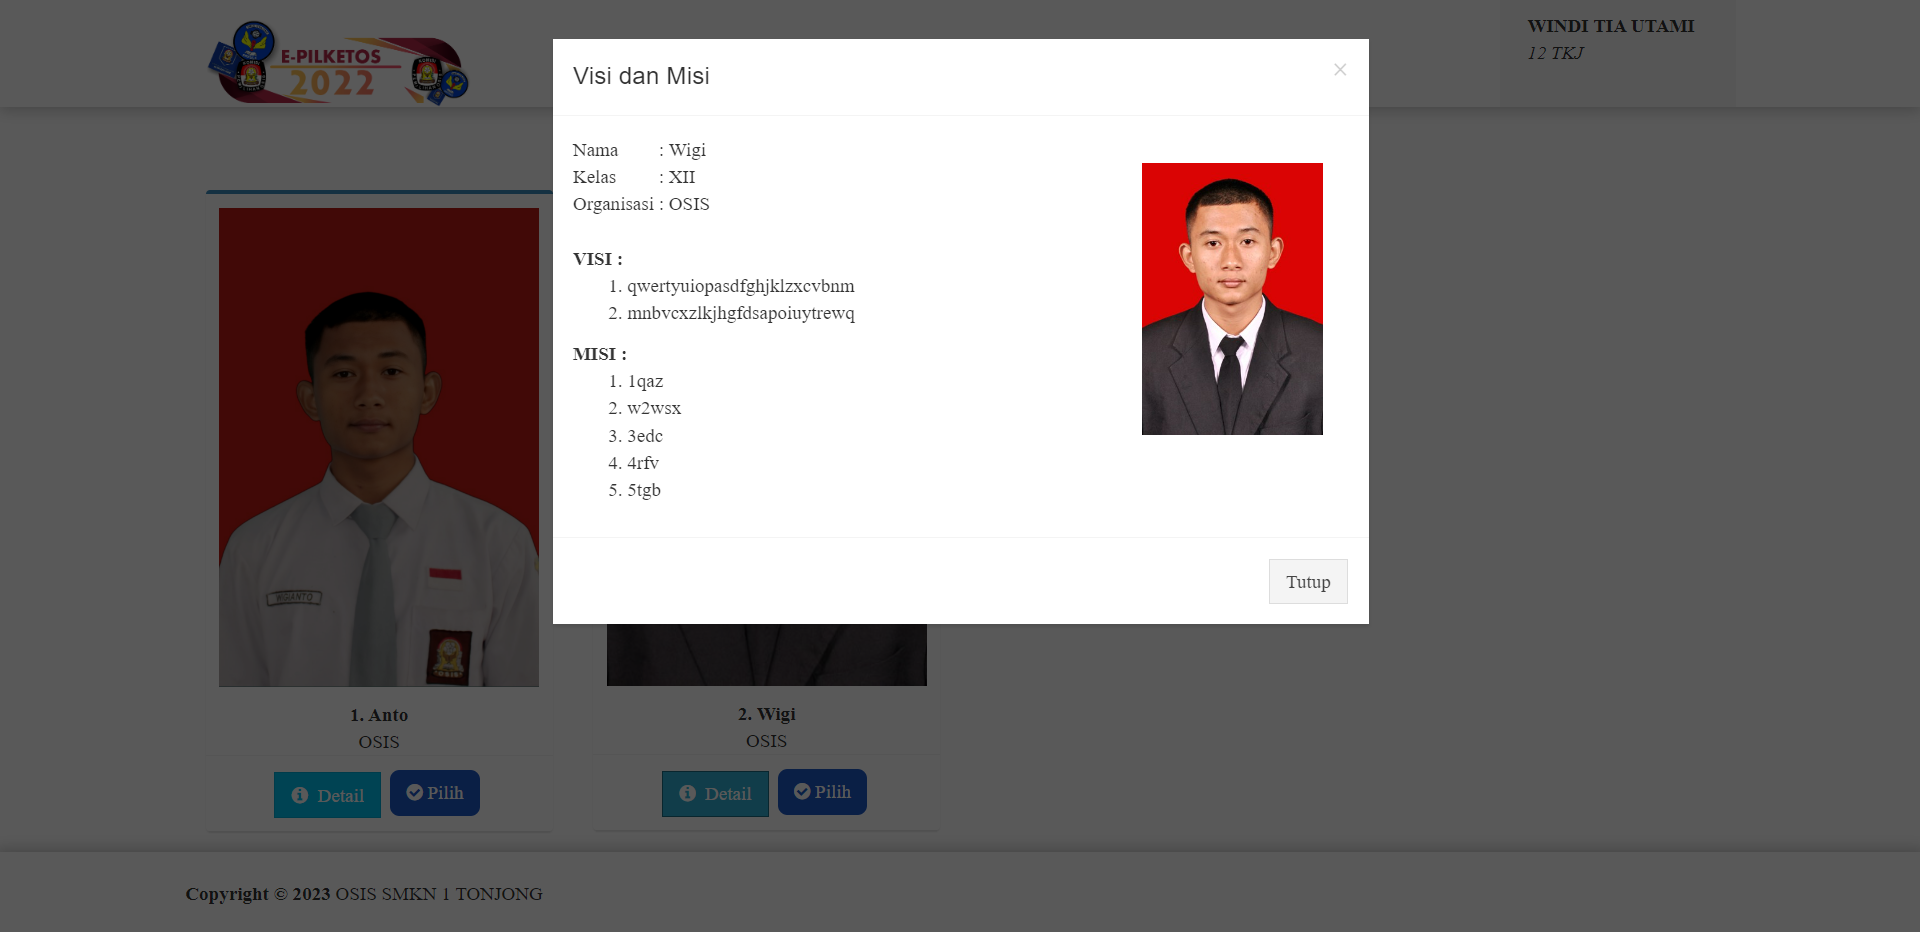 E-PILKETOS
2022
WINDI TIA UTAMI
12 TKJ
Visi dan Misi
×
Nama : Wigi
Kelas : XII
Organisasi : OSIS
VISI :
1. qwertyuiopasdfghjklzxcvbnm
2. mnbvcxzlkjhgfdsapoiuytrewq
MISI :
1. 1qaz
2. w2wsx
3. 3edc
4. 4rfv
5. 5tgb
Tutup
WIGIANTO
1. Anto
OSIS
Detail Pilih
2. Wigi
OSIS
Detail Pilih
Copyright © 2023 OSIS SMKN 1 TONJONG